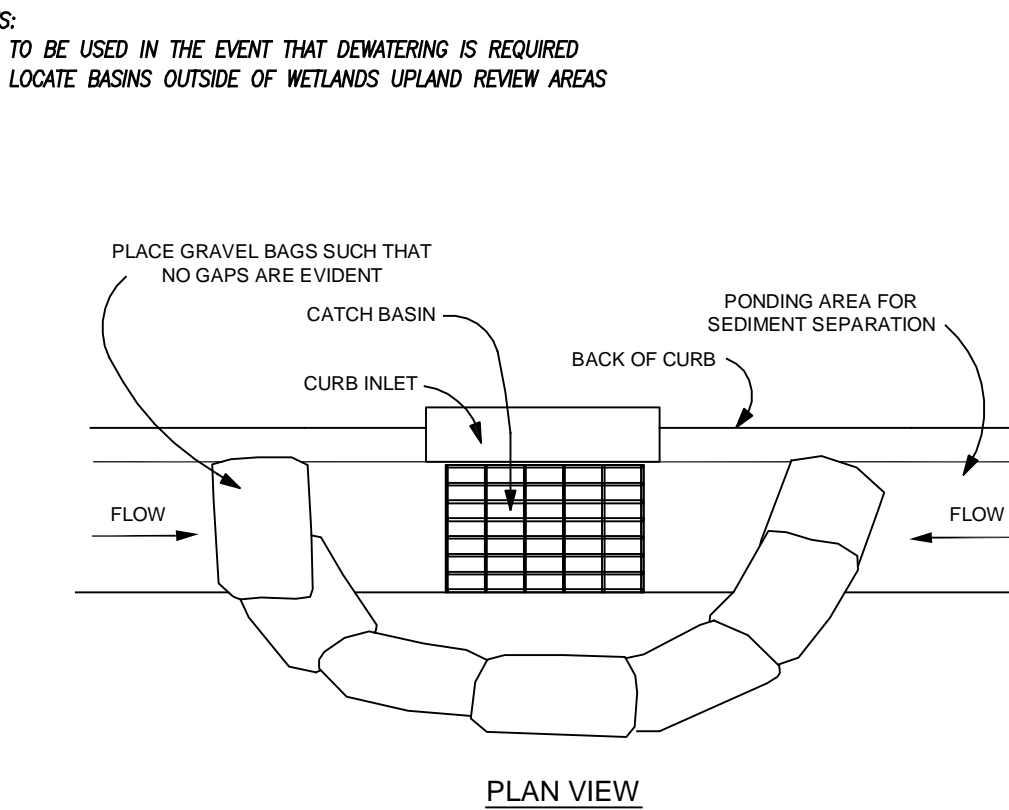 S:
TO BE USED IN THE EVENT THAT DEWATERING IS REQUIRED
LOCATE BASINS OUTSIDE OF WETLANDS UPLAND REVIEW AREAS
PLACE GRAVEL BAGS SUCH THAT
NO GAPS ARE EVIDENT
CATCH BASIN
PONDING AREA FOR
SEDIMENT SEPARATION
BACK OF CURB
CURB INLET
FLOW
FLOW
PLAN VIEW